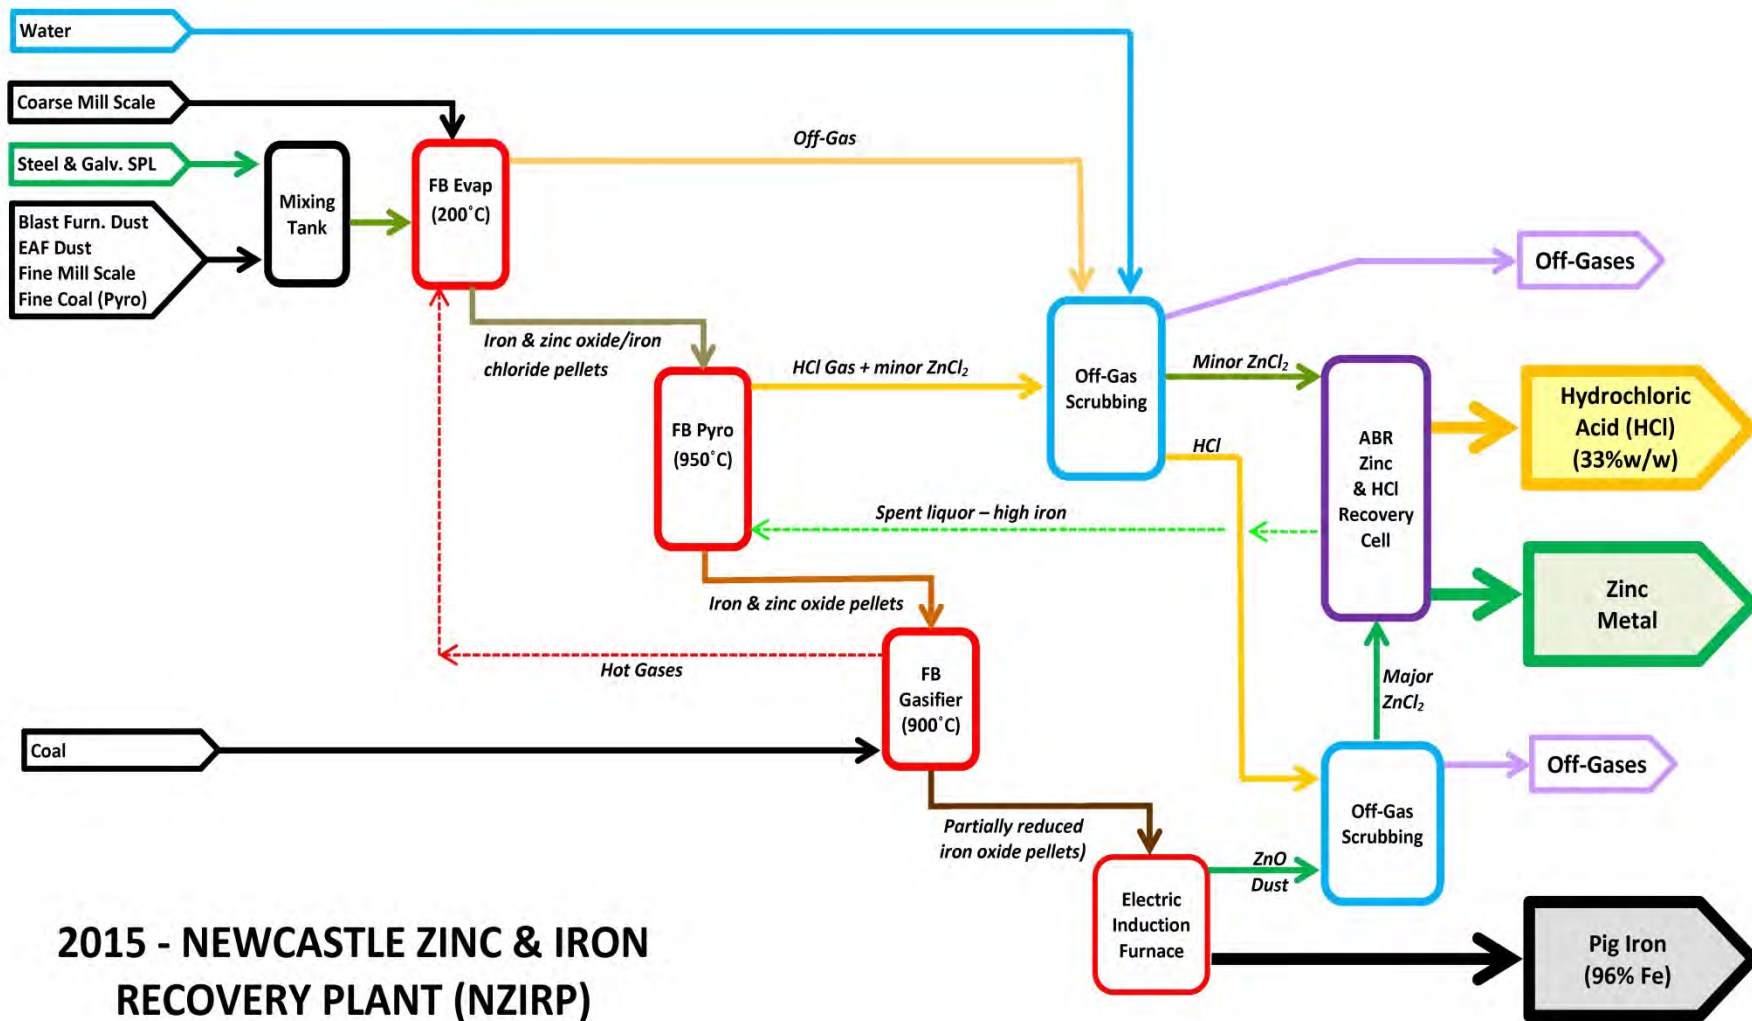 Water
Coarse Mill Scale
Steel & Galv. SPL
Blast Furn. Dust
EAF Dust
Fine Mill Scale
Fine Coal (Pyro)
Mixing
Tank
FB Evap
(200˚C)
Off-Gas
Iron & zinc oxide/iron
chloride pellets
FB Pyro
(950˚C)
HCl Gas + minor ZnCl₂
Off-Gas
Scrubbing
Off-Gases
Minor ZnCl₂
HCl
ABR
Zinc
& HCl
Recovery
Cell
Hydrochloric
Acid (HCl)
(33%w/w)
Spent liquor – high iron
Zinc
Metal
Iron & zinc oxide pellets
Hot Gases
FB
Gasifier
(900˚C)
Major
ZnCl₂
Coal
Off-Gases
Off-Gas
Scrubbing
Partially reduced
iron oxide pellets)
ZnO
Dust
Electric
Induction
Furnace
Pig Iron
(96% Fe)
2015 - NEWCASTLE ZINC & IRON
RECOVERY PLANT (NZIRP)